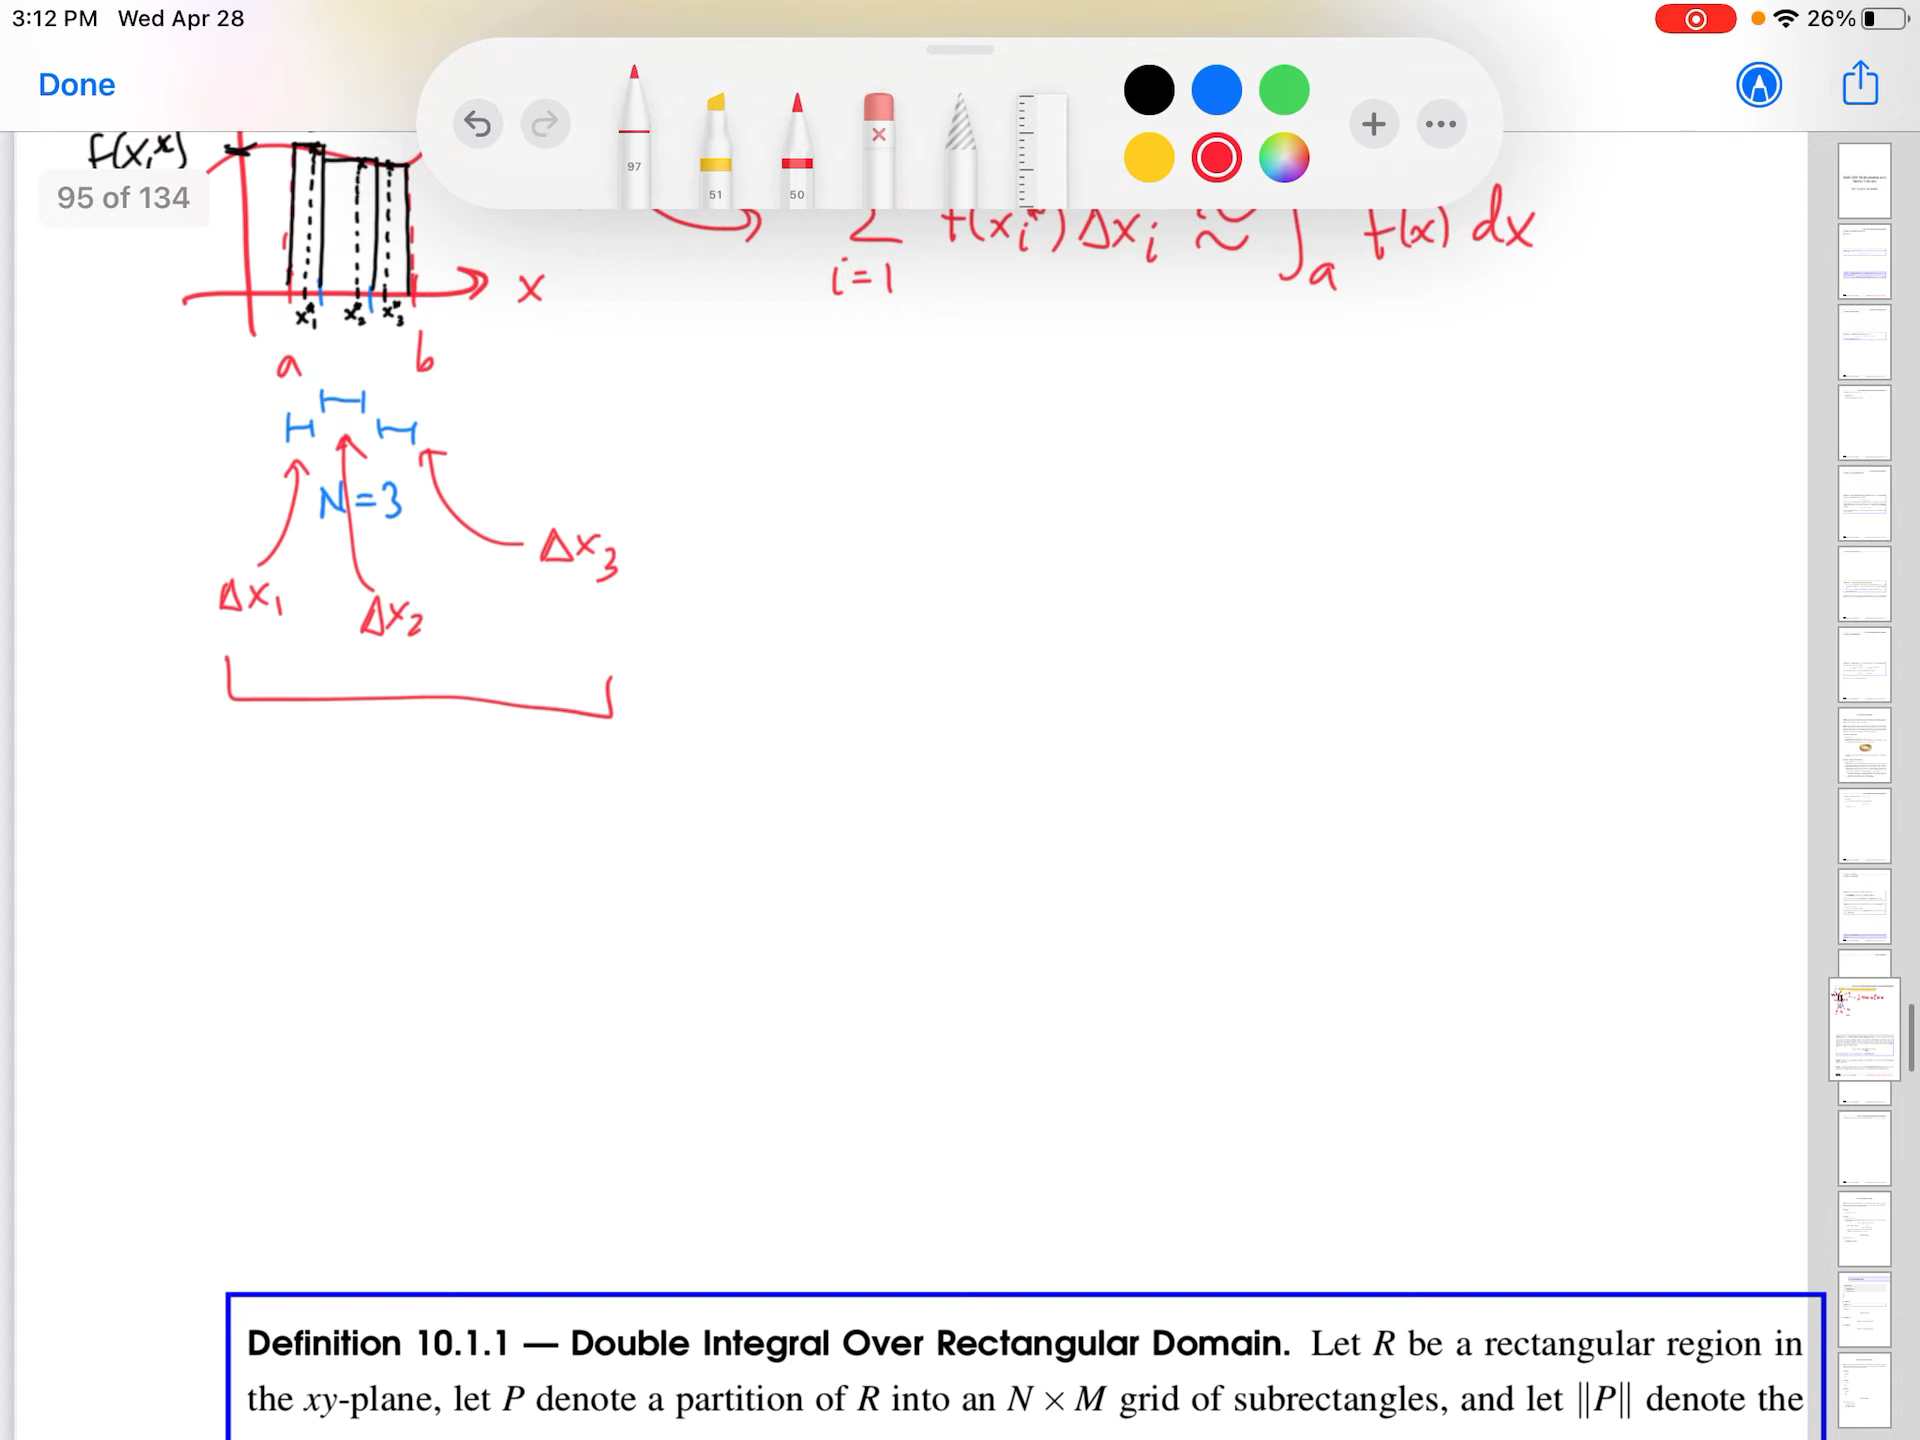 3:12 PM Wed Apr 28
26%
Done
97
51
50
f(x₁*)
95 of 134
Σ f(xᵢ*) Δxᵢ ≈ ∫ₐ f(x) dx
i=1
x
x₁* x₂* x₃*
a b
N=3
Δx₃
Δx₁
Δx₂
Definition 10.1.1 — Double Integral Over Rectangular Domain. Let R be a rectangular region in
the xy-plane, let P denote a partition of R into an N × M grid of subrectangles, and let ‖P‖ denote the